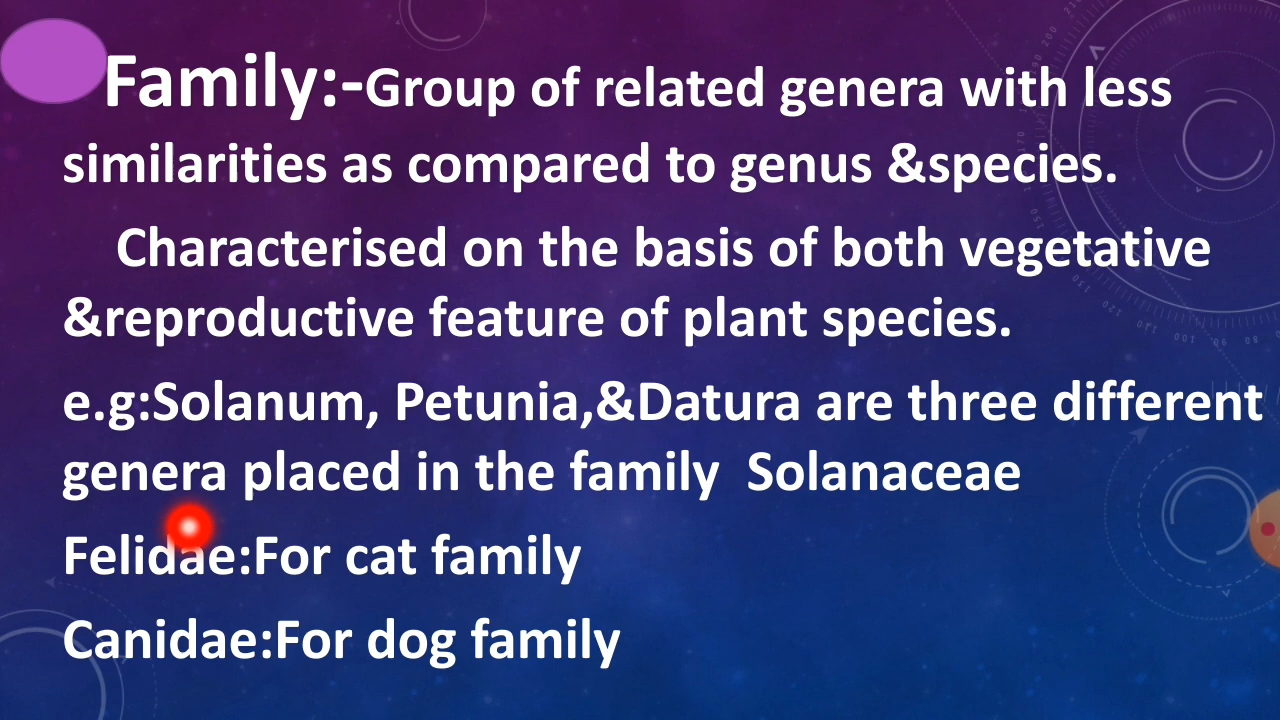 Family:-Group of related genera with less
similarities as compared to genus &species.
Characterised on the basis of both vegetative
&reproductive feature of plant species.
e.g:Solanum, Petunia,&Datura are three different
genera placed in the family  Solanaceae
Felidae:For cat family
Canidae:For dog family